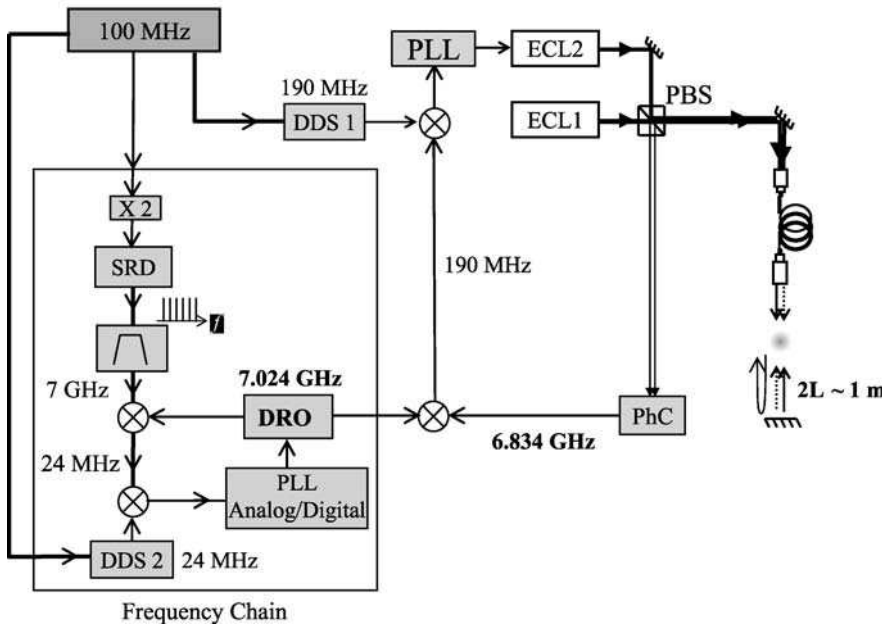 100 MHz
PLL
ECL2
190 MHz
PBS
DDS 1
ECL1
X 2
SRD
190 MHz
f
7 GHz
7.024 GHz
DRO
2L ~ 1 m
PhC
6.834 GHz
24 MHz
PLL
Analog/Digital
DDS 2
24 MHz
Frequency Chain